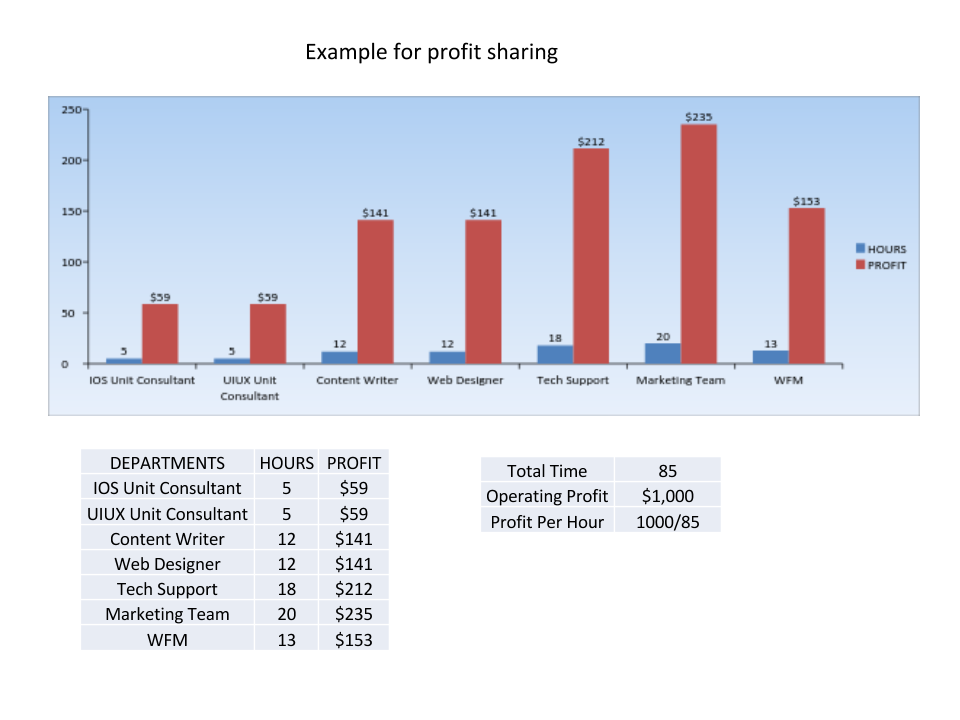 Example for profit sharing
250
200
150
100
50
0
$59
$59
$141
$141
$212
$235
$153
5
5
12
12
18
20
13
HOURS
PROFIT
IOS Unit Consultant
UIUX Unit
Consultant
Content Writer
Web Designer
Tech Support
Marketing Team
WFM
DEPARTMENTS HOURS PROFIT
IOS Unit Consultant 5 $59
UIUX Unit Consultant 5 $59
Content Writer 12 $141
Web Designer 12 $141
Tech Support 18 $212
Marketing Team 20 $235
WFM 13 $153
Total Time 85
Operating Profit $1,000
Profit Per Hour 1000/85